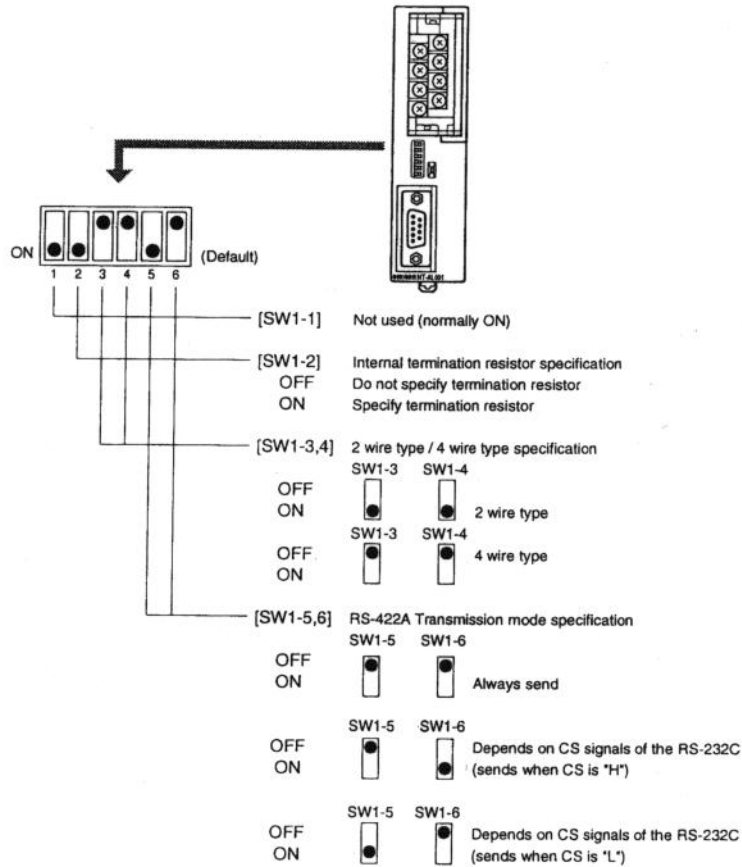 ON (Default)
1 2 3 4 5 6
[SW1-1] Not used (normally ON)
[SW1-2] Internal termination resistor specification
OFF Do not specify termination resistor
ON Specify termination resistor
[SW1-3,4] 2 wire type / 4 wire type specification
SW1-3 SW1-4
OFF
ON 2 wire type
SW1-3 SW1-4
OFF 4 wire type
ON
[SW1-5,6] RS-422A Transmission mode specification
SW1-5 SW1-6
OFF
ON Always send
SW1-5 SW1-6
OFF Depends on CS signals of the RS-232C
ON (sends when CS is "H")
SW1-5 SW1-6
OFF Depends on CS signals of the RS-232C
ON (sends when CS is "L")